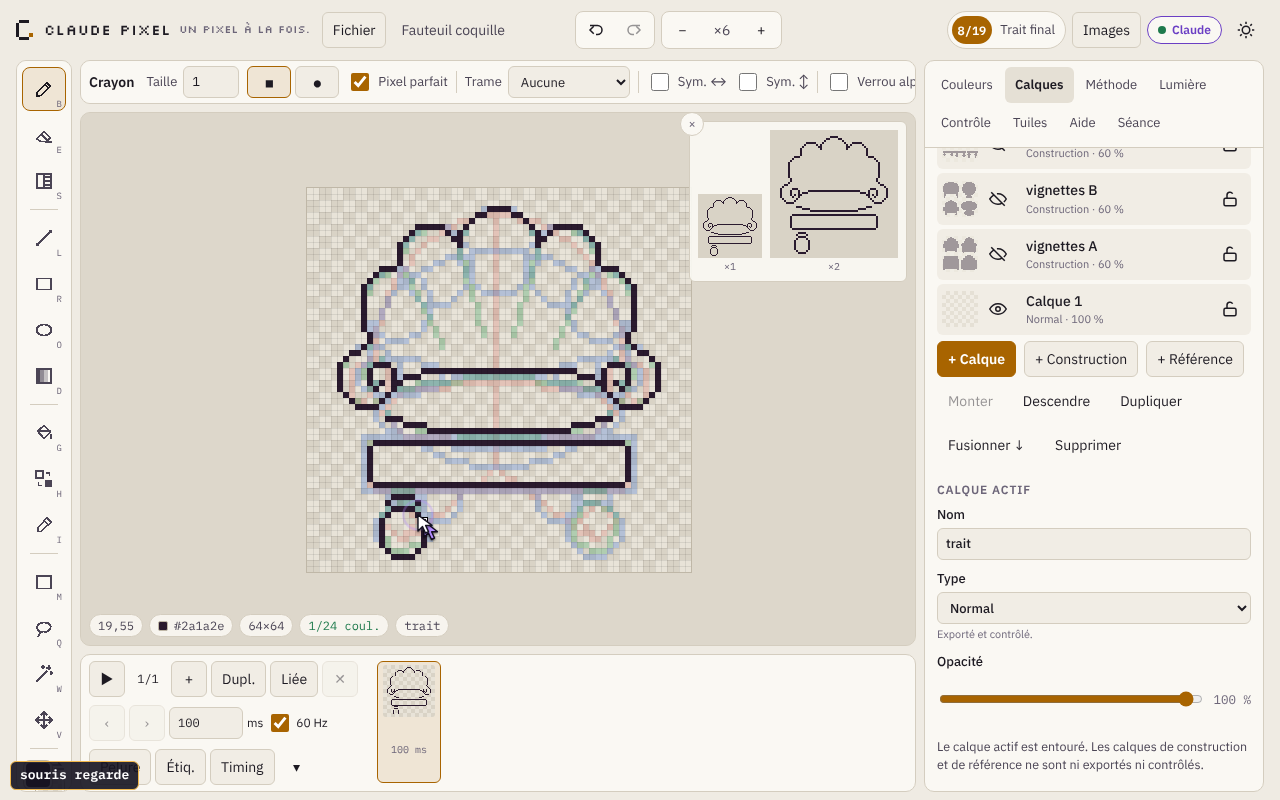 CLAUDE PIXEL UN PIXEL À LA FOIS. Fichier Fauteuil coquille − ×6 + 8/19 Trait final Images Claude
Crayon Taille 1 Pixel parfait Trame Aucune Sym. ↔ Sym. ↕ Verrou alp
B
E
S
L
R
O
D
G
H
I
M
Q
W
V
×
×1 ×2
19,55 #2a1a2e 64×64 1/24 coul. trait
1/1 + Dupl. Liée ×
‹ › 100 ms 60 Hz
Étiq. Timing ▼
100 ms
souris regarde
Couleurs Calques Méthode Lumière
Contrôle Tuiles Aide Séance
Construction · 60 %
vignettes B
Construction · 60 %
vignettes A
Construction · 60 %
Calque 1
Normal · 100 %
+ Calque + Construction + Référence
Monter Descendre Dupliquer
Fusionner ↓ Supprimer
CALQUE ACTIF
Nom
trait
Type
Normal
Exporté et contrôlé.
Opacité
100 %
Le calque actif est entouré. Les calques de construction
et de référence ne sont ni exportés ni contrôlés.